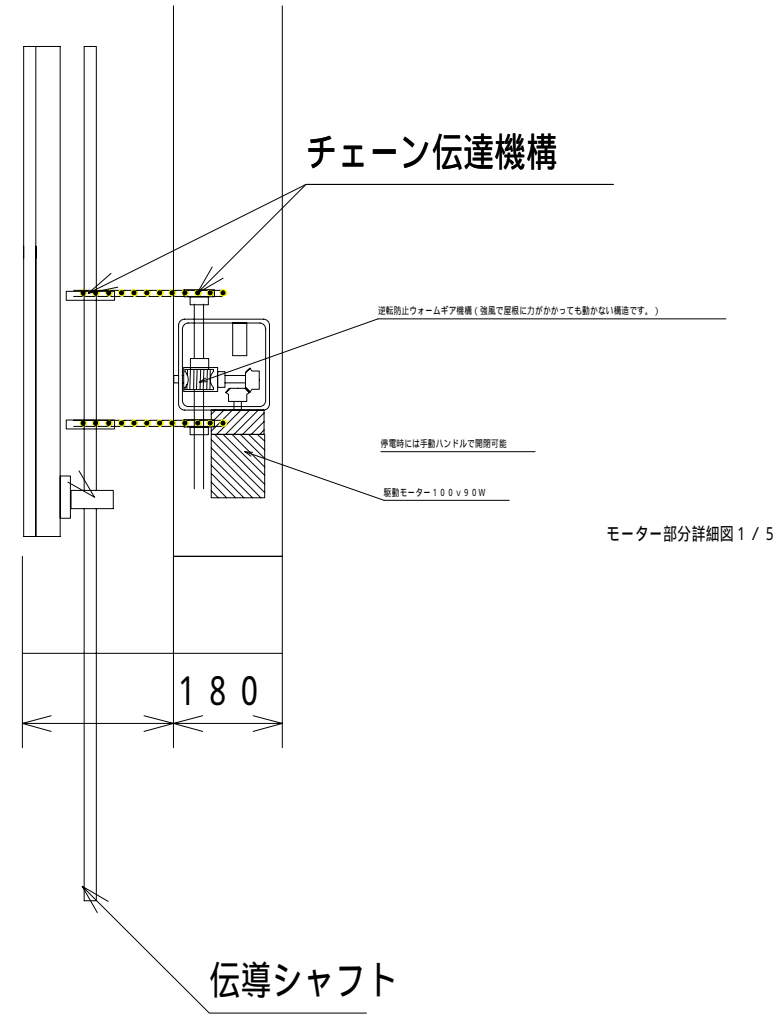 チェーン伝達機構
逆転防止ウォームギア機構(強風で屋根に力がかかっても動かない構造です。)
停電時には手動ハンドルで開閉可能
駆動モーター100v90W
モーター部分詳細図1/5
180
伝導シャフト